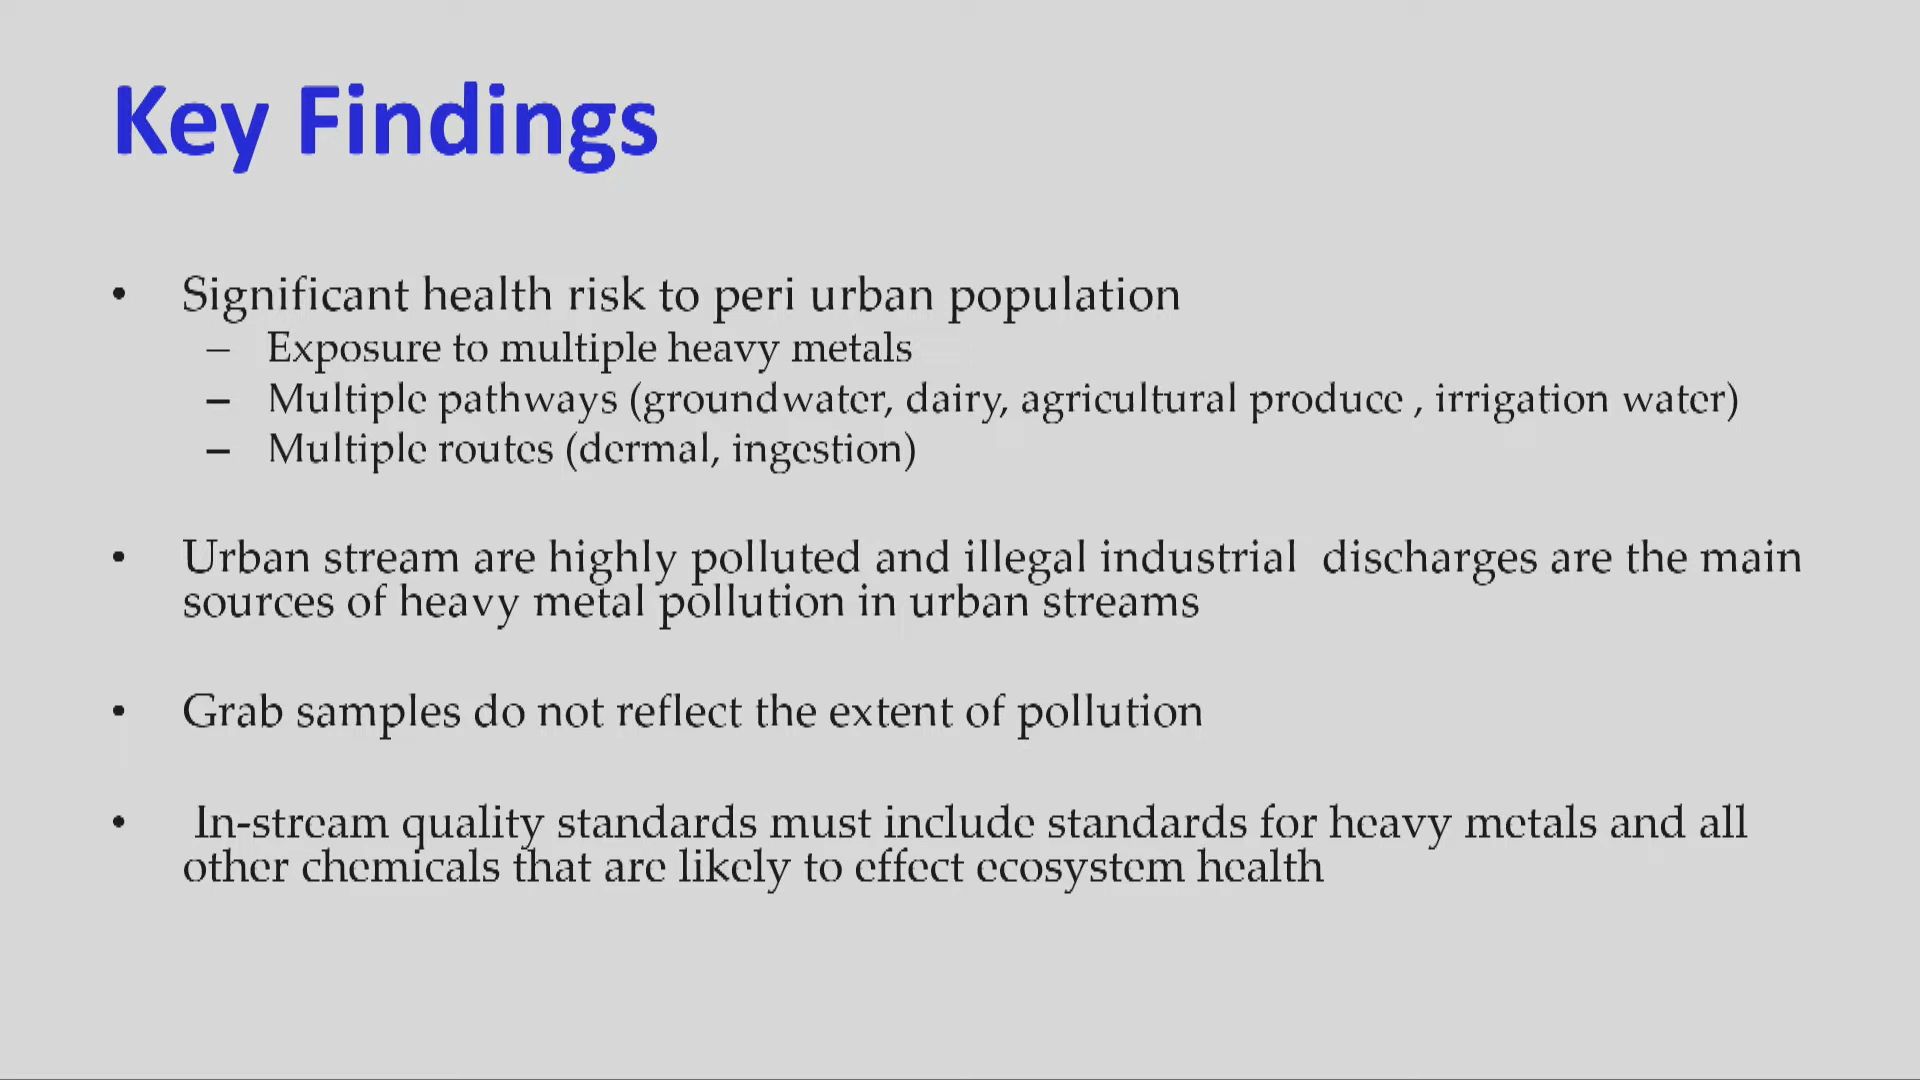 Key Findings
• Significant health risk to peri urban population
– Exposure to multiple heavy metals
– Multiple pathways (groundwater, dairy, agricultural produce , irrigation water)
– Multiple routes (dermal, ingestion)
• Urban stream are highly polluted and illegal industrial discharges are the main
sources of heavy metal pollution in urban streams
• Grab samples do not reflect the extent of pollution
• In-stream quality standards must include standards for heavy metals and all
other chemicals that are likely to effect ecosystem health